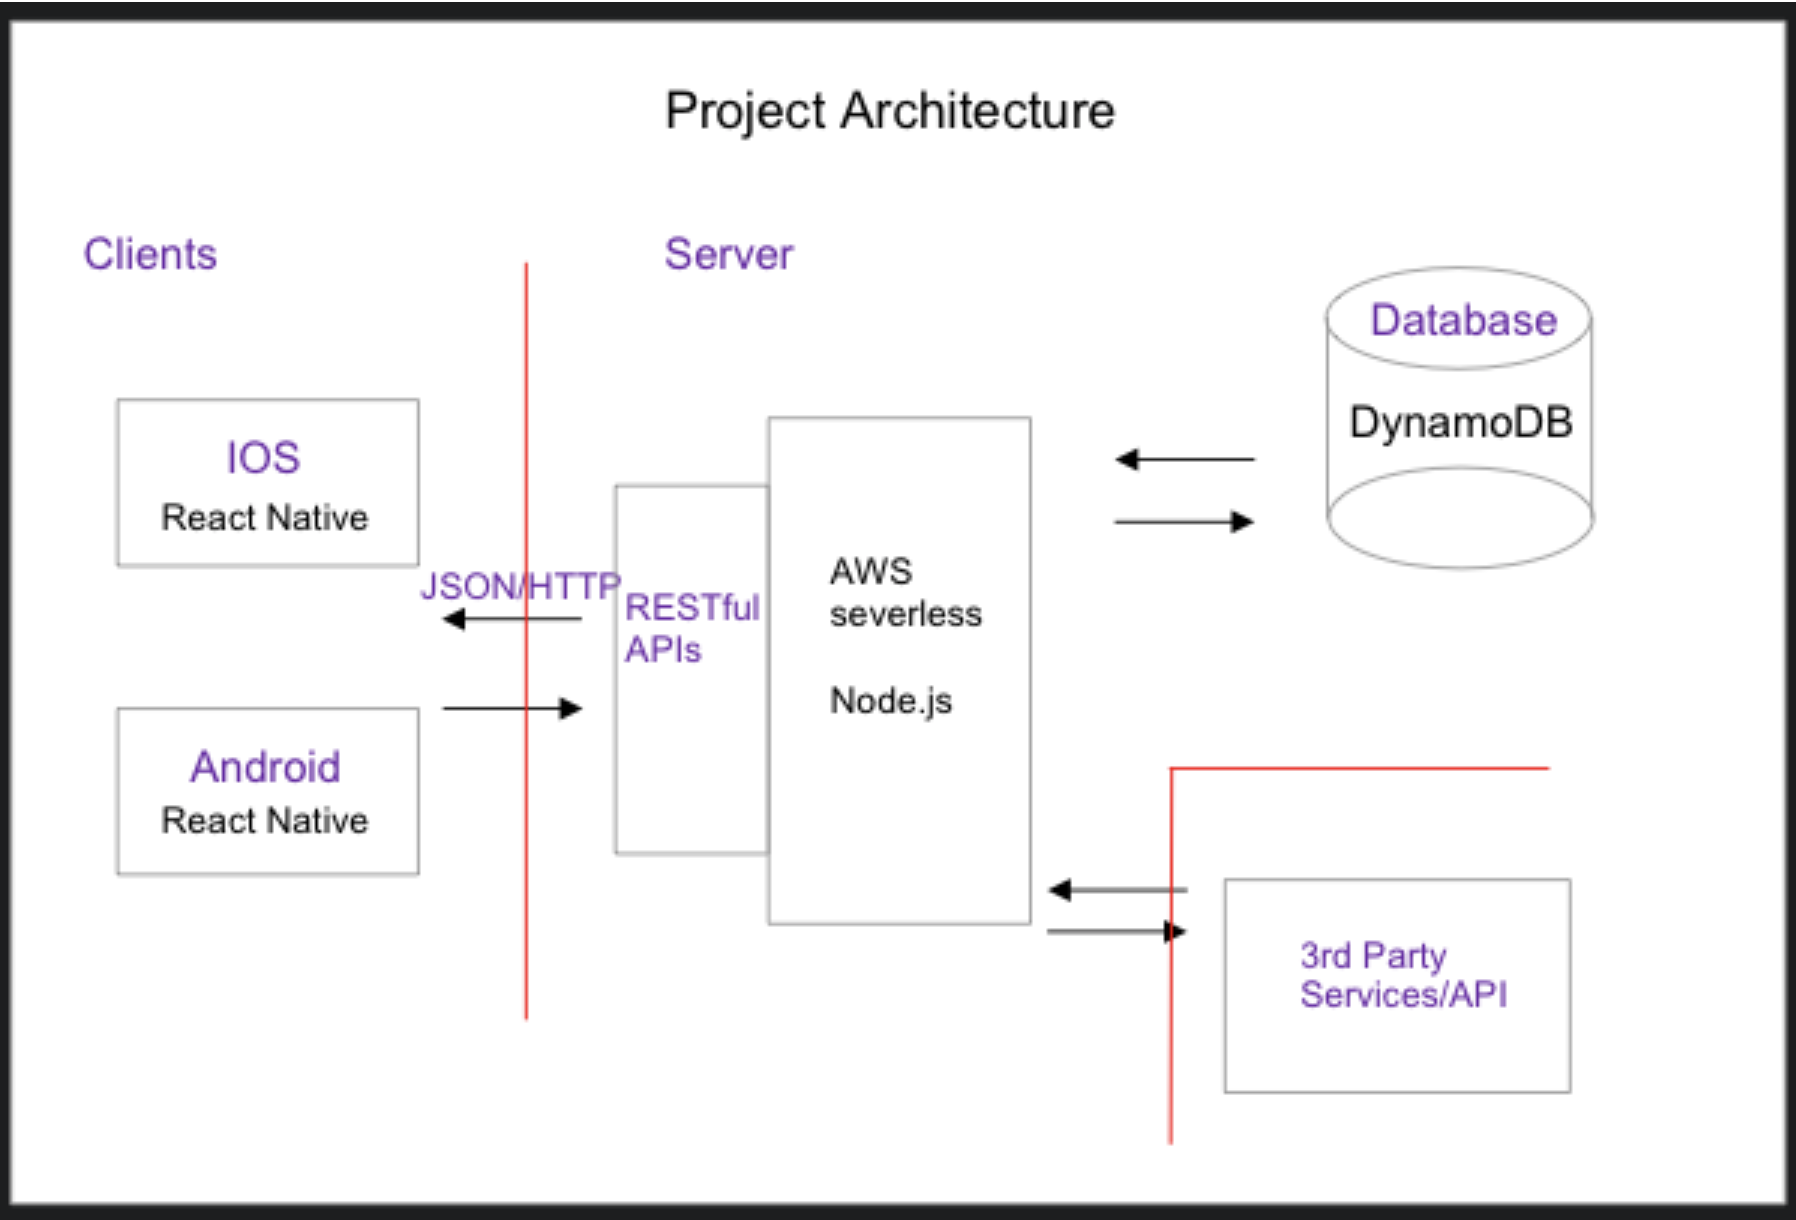 Project Architecture
Clients
Server
Database
DynamoDB
IOS
React Native
JSON/HTTP
RESTful
APIs
AWS
severless
Node.js
Android
React Native
3rd Party
Services/API